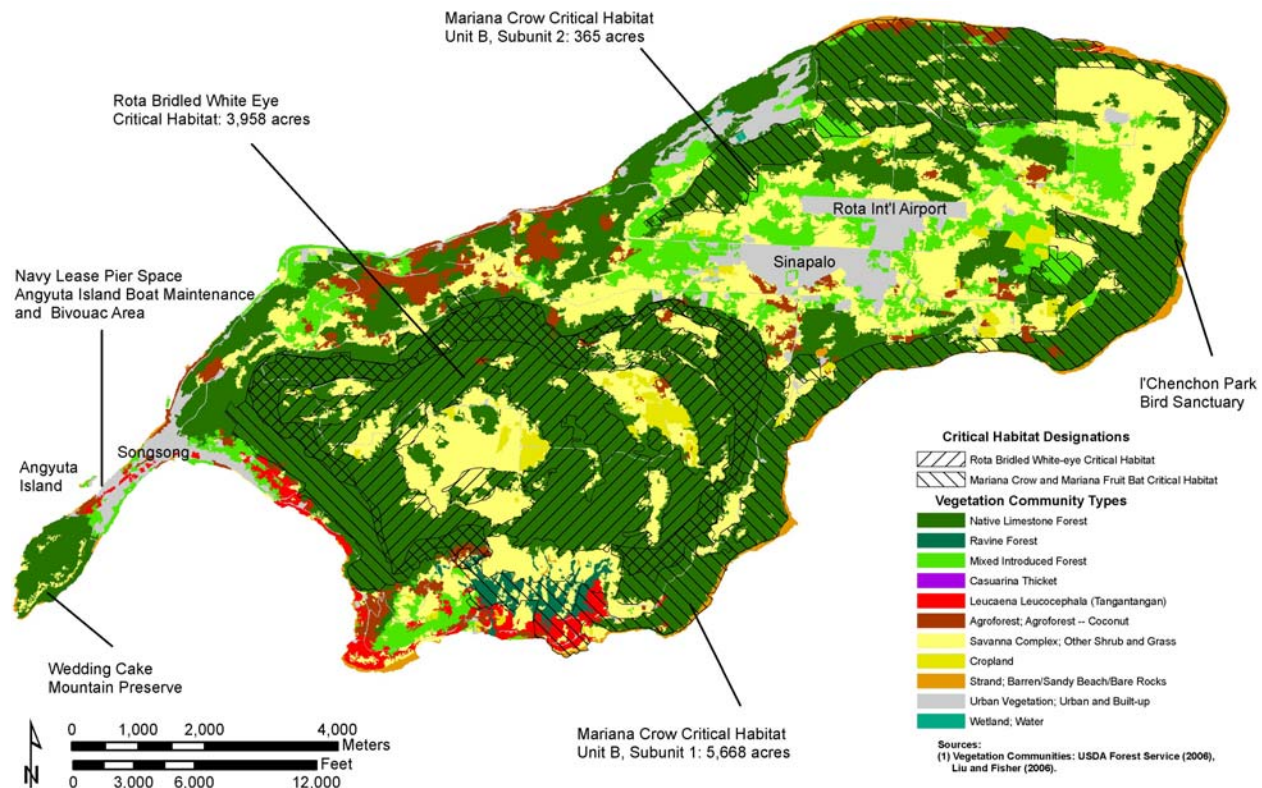 Mariana Crow Critical Habitat
Unit B, Subunit 2: 365 acres
Rota Bridled White Eye
Critical Habitat: 3,958 acres
Rota Int'l Airport
Sinapalo
Navy Lease Pier Space
Angyuta Island Boat Maintenance
and Bivouac Area
I'Chenchon Park
Bird Sanctuary
Songsong
Angyuta
Island
Wedding Cake
Mountain Preserve
Mariana Crow Critical Habitat
Unit B, Subunit 1: 5,668 acres
Critical Habitat Designations
Rota Bridled White-eye Critical Habitat
Mariana Crow and Mariana Fruit Bat Critical Habitat
Vegetation Community Types
Native Limestone Forest
Ravine Forest
Mixed Introduced Forest
Casuarina Thicket
Leucaena Leucocephala (Tangantangan)
Agroforest; Agroforest -- Coconut
Savanna Complex; Other Shrub and Grass
Cropland
Strand; Barren/Sandy Beach/Bare Rocks
Urban Vegetation; Urban and Built-up
Wetland; Water
Sources:
(1) Vegetation Communities: USDA Forest Service (2006),
Liu and Fisher (2006).
0 1,000 2,000 4,000
Meters
Feet
0 3,000 6,000 12,000
N